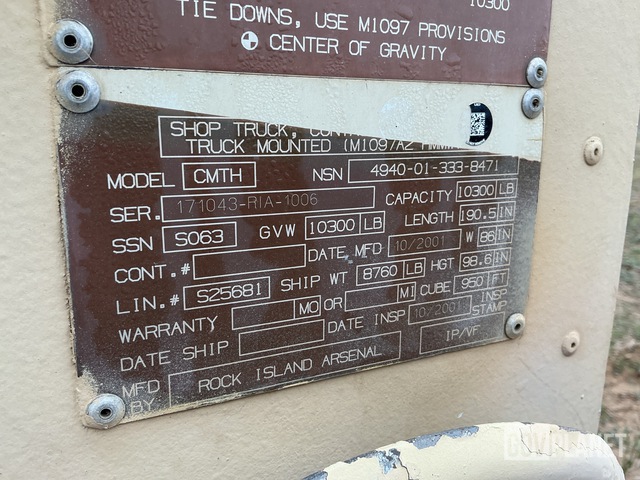 10300
TIE DOWNS, USE M1097 PROVISIONS
CENTER OF GRAVITY
SHOP TRUCK,
TRUCK MOUNTED (M1097A2
MODEL CMTH NSN 4940-01-333-8471
SER. 171043-RIA-1006 CAPACITY 10300 LB
SSN S063 GVW 10300 LB LENGTH 190.5 IN
CONT.# DATE MFD 10/2001 W 86 IN
LIN.# S25681 SHIP WT 8760 LB HGT 98.6 IN
WARRANTY MO OR MI CUBE 950 FT
DATE SHIP DATE INSP 10/2001 INSP STAMP
MFD BY ROCK ISLAND ARSENAL IP/VF
GOVPLANET